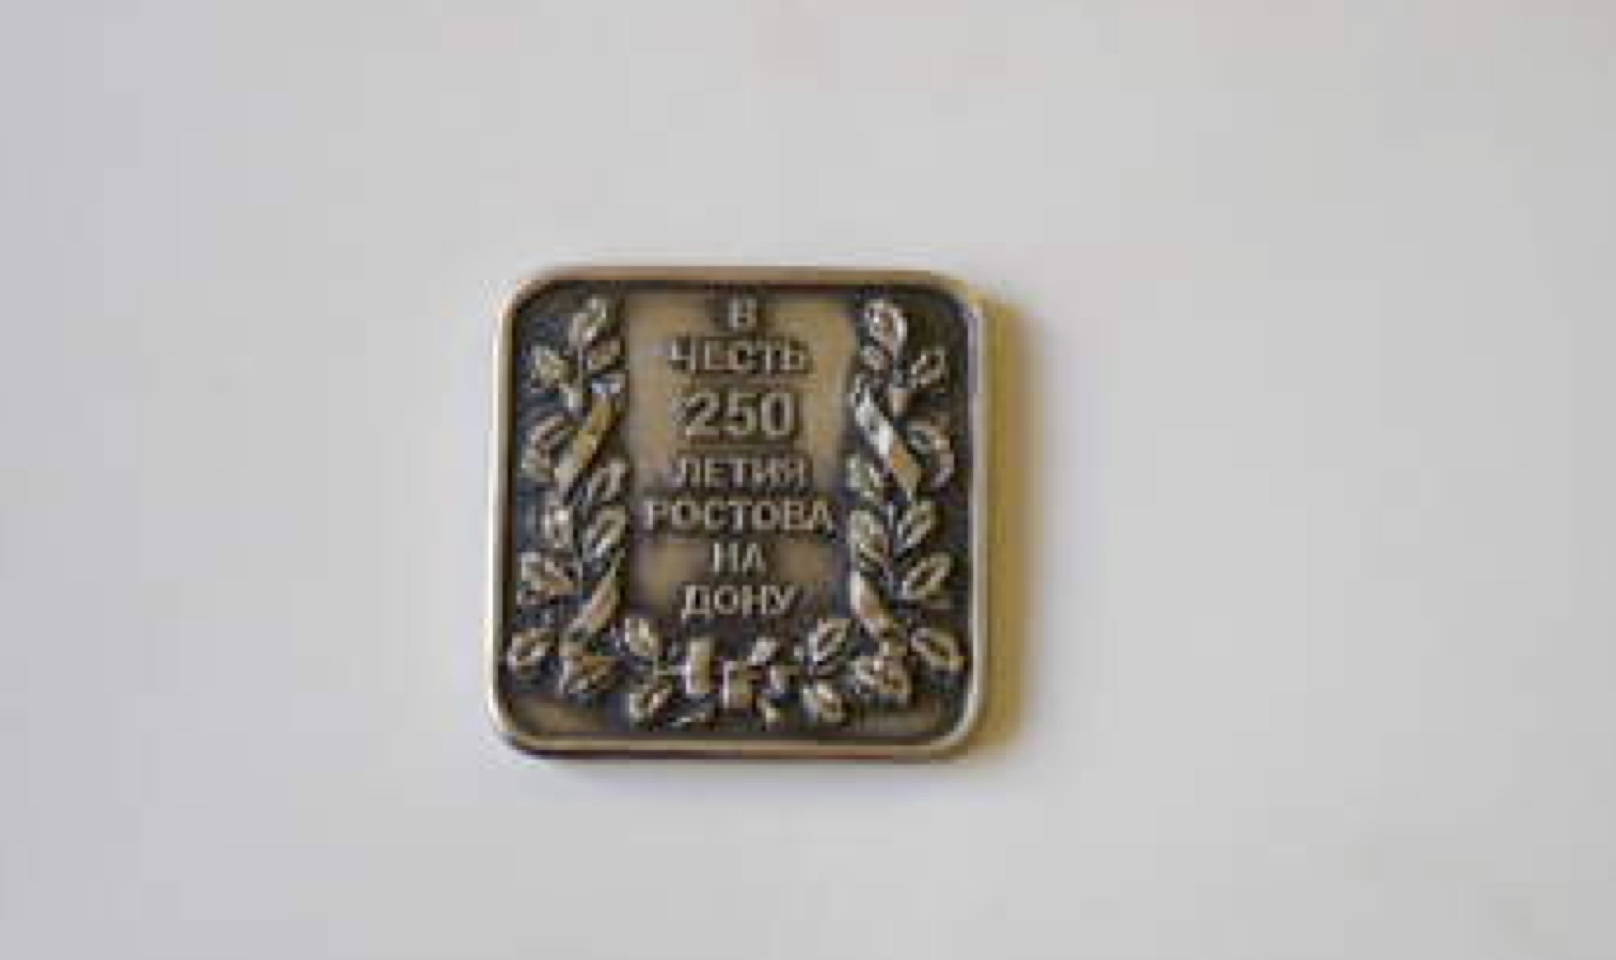 В
ЧЕСТЬ
250
ЛЕТИЯ
РОСТОВА
НА
ДОНУ